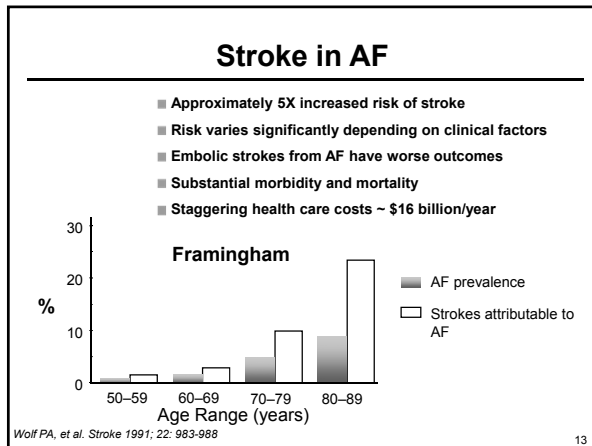 Stroke in AF
Approximately 5X increased risk of stroke
Risk varies significantly depending on clinical factors
Embolic strokes from AF have worse outcomes
Substantial morbidity and mortality
Staggering health care costs ~ $16 billion/year
30
20
10
0
%
Framingham
AF prevalence
Strokes attributable to
AF
50–59 60–69 70–79 80–89
Age Range (years)
Wolf PA, et al. Stroke 1991; 22: 983-988
13